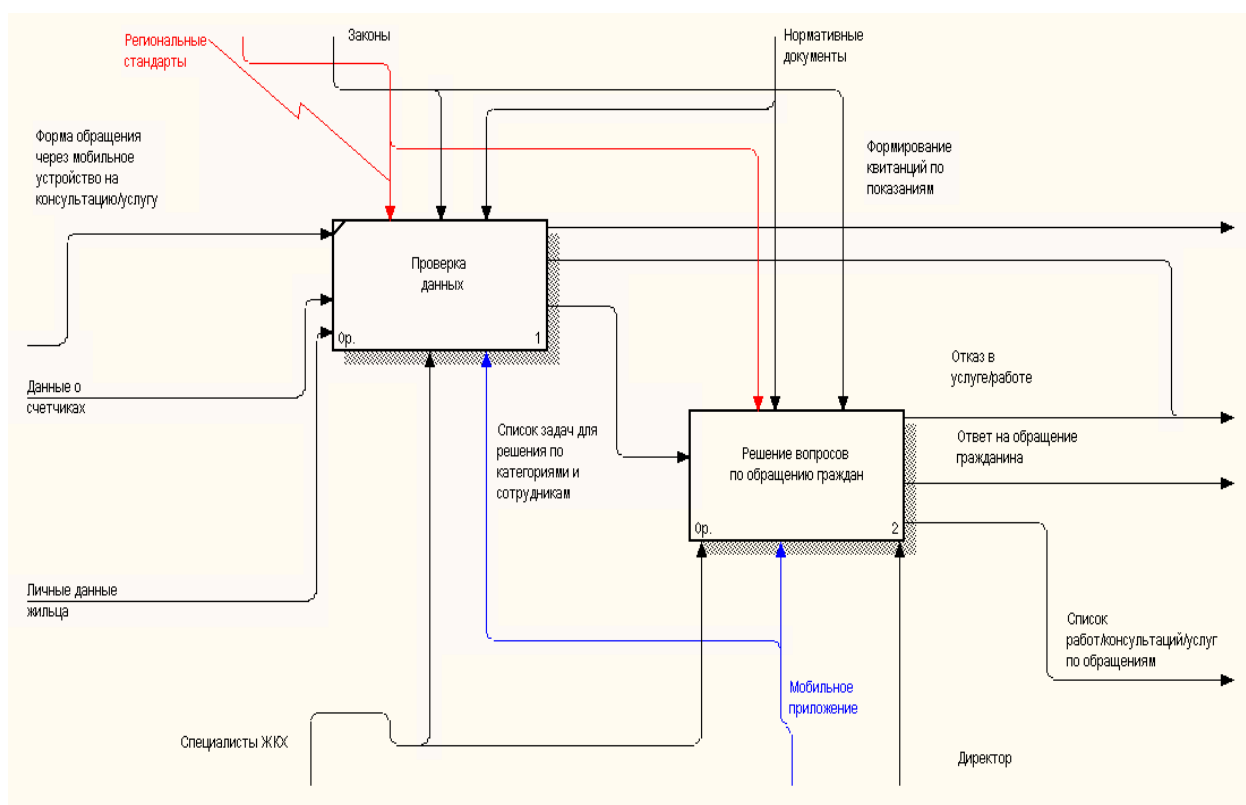 Региональные
стандарты
Законы
Нормативные
документы
Форма обращения
через мобильное
устройство на
консультацию/услугу
Формирование
квитанций по
показаниям
Проверка
данных
0р.
1
Данные о
счетчиках
Отказ в
услуге/работе
Список задач для
решения по
категориями и
сотрудникам
Решение вопросов
по обращению граждан
0р.
2
Ответ на обращение
гражданина
Личные данные
жильца
Список
работ/консультаций/услуг
по обращениям
Мобильное
приложение
Специалисты ЖКХ
Директор